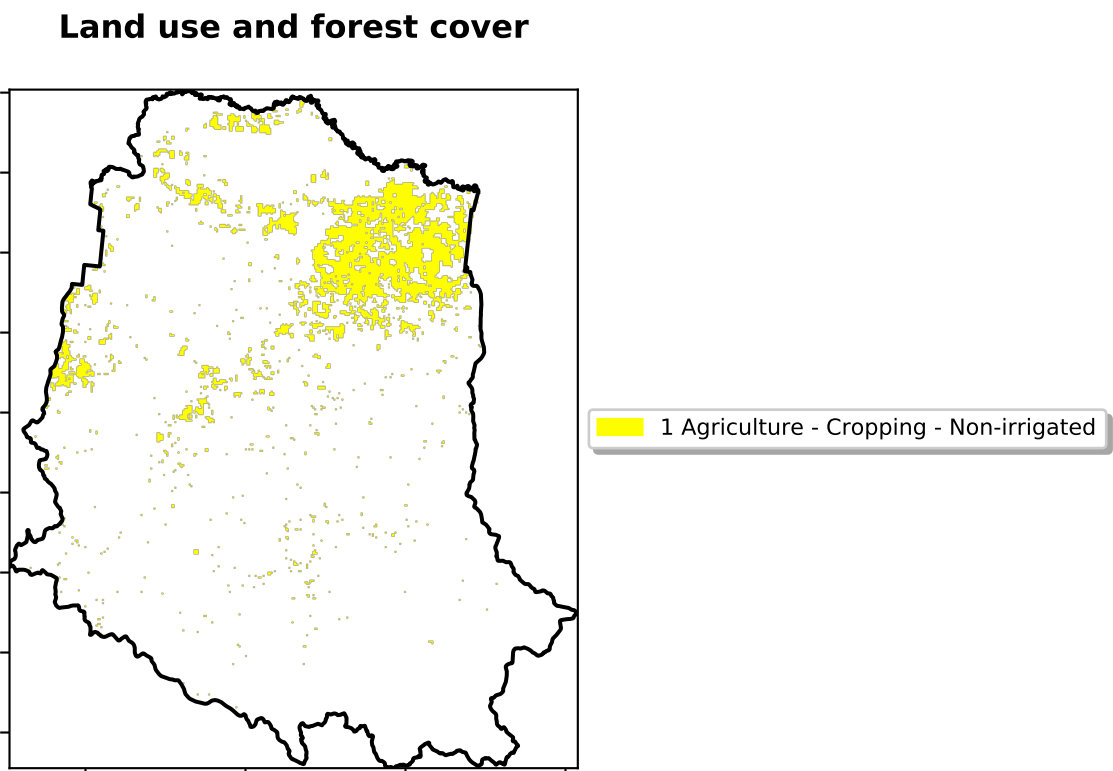 Land use and forest cover
1 Agriculture - Cropping - Non-irrigated